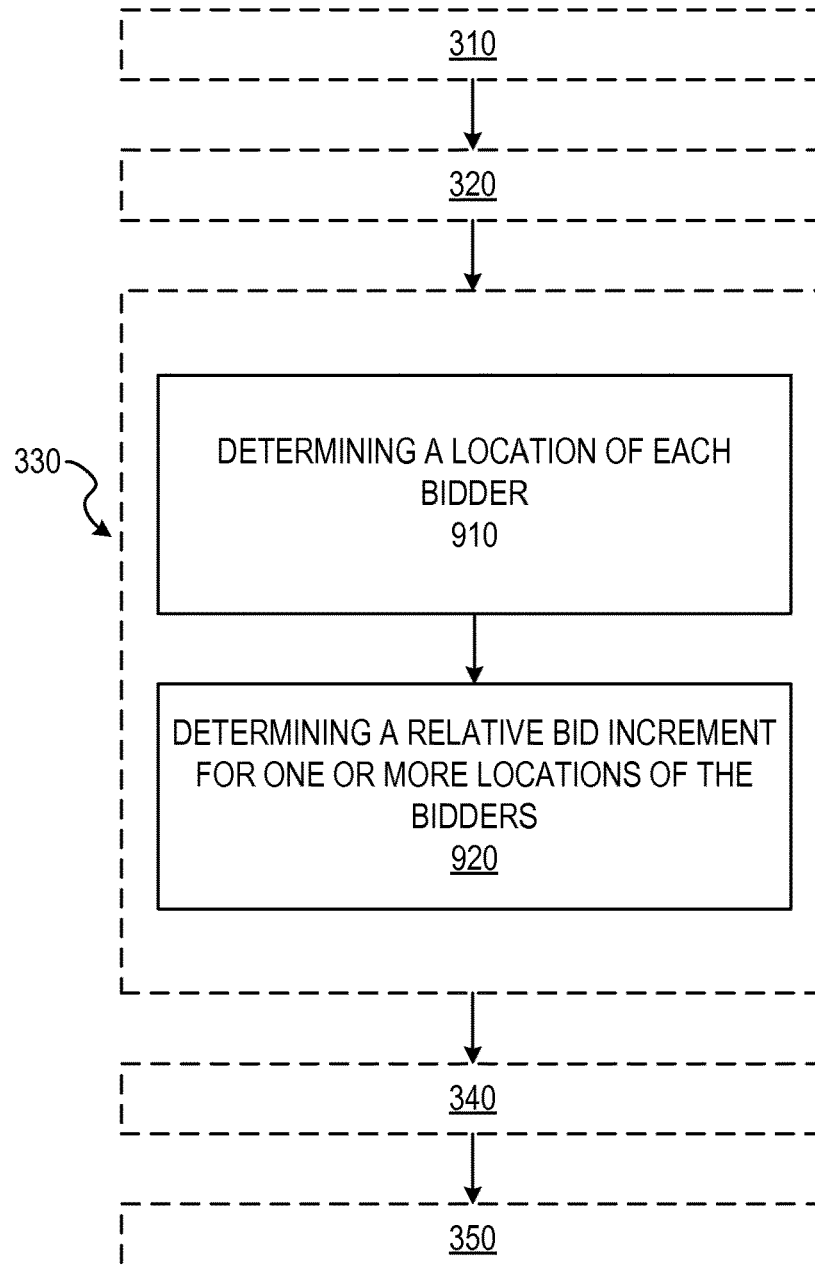 310
320
330
DETERMINING A LOCATION OF EACH
BIDDER
910
DETERMINING A RELATIVE BID INCREMENT
FOR ONE OR MORE LOCATIONS OF THE
BIDDERS
920
340
350